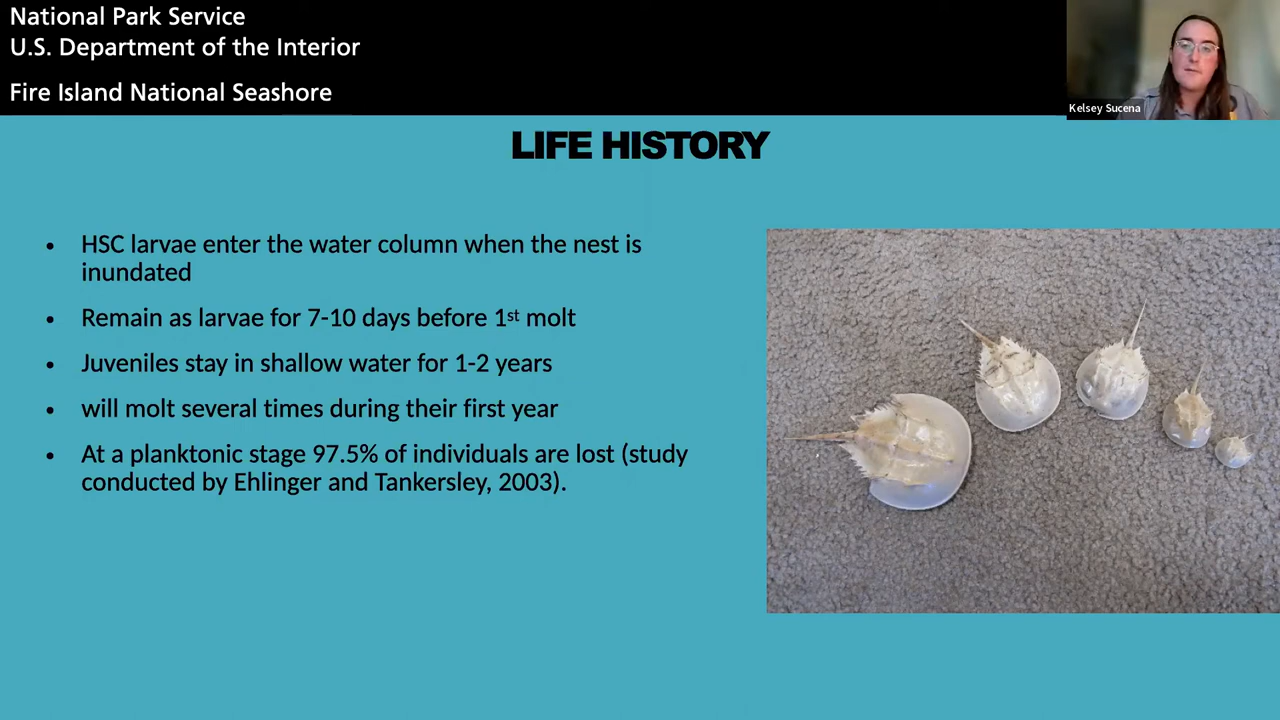 National Park Service
U.S. Department of the Interior
Fire Island National Seashore
Kelsey Sucena
LIFE HISTORY
• HSC larvae enter the water column when the nest is
inundated
• Remain as larvae for 7-10 days before 1st molt
• Juveniles stay in shallow water for 1-2 years
• will molt several times during their first year
• At a planktonic stage 97.5% of individuals are lost (study
conducted by Ehlinger and Tankersley, 2003).